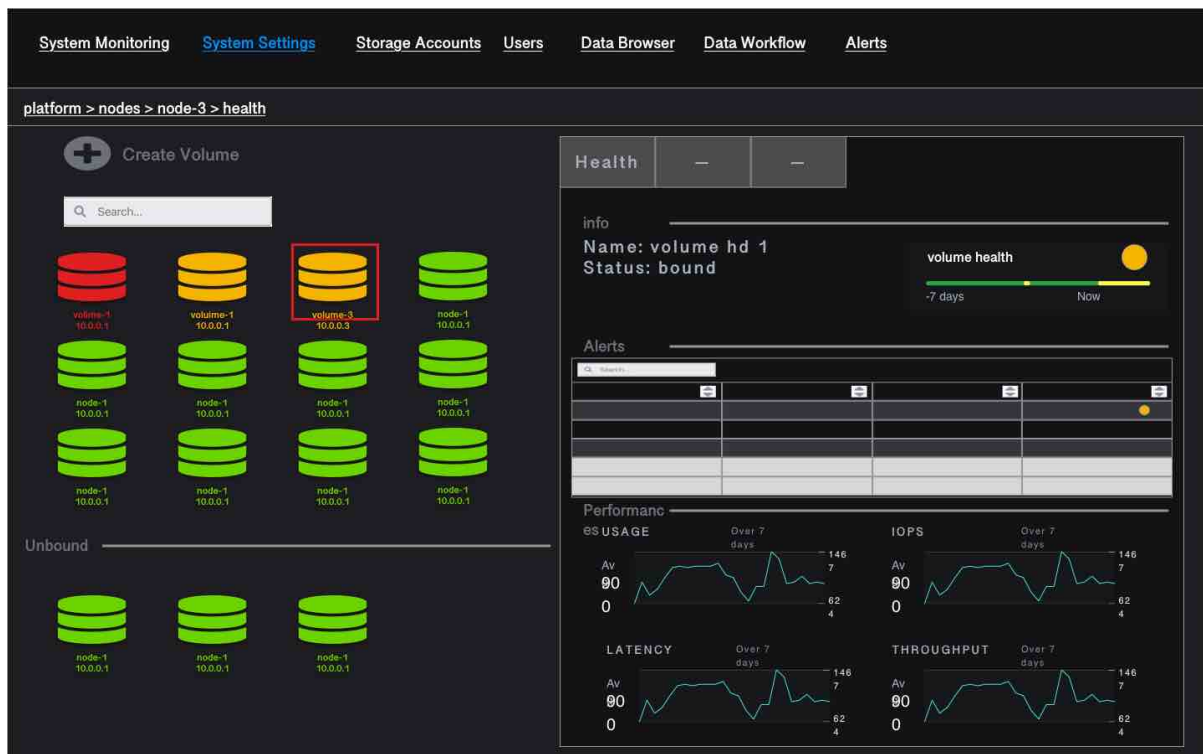 System Monitoring System Settings Storage Accounts Users Data Browser Data Workflow Alerts
platform > nodes > node-3 > health
Create Volume
Search...
volime-1 voluime-1 volume-3 node-1
10.0.0.1 10.0.0.1 10.0.0.3 10.0.0.1
node-1 node-1 node-1 node-1
10.0.0.1 10.0.0.1 10.0.0.1 10.0.0.1
node-1 node-1 node-1 node-1
10.0.0.1 10.0.0.1 10.0.0.1 10.0.0.1
Unbound
node-1 node-1 node-1
10.0.0.1 10.0.0.1 10.0.0.1
Health — —
info
Name: volume hd 1
Status: bound
volume health
-7 days Now
Alerts
Search...
Performanc
es
USAGE Over 7
days
Av
90
0
146
7
62
4
IOPS Over 7
days
Av
90
0
146
7
62
4
LATENCY Over 7
days
Av
90
0
146
7
62
4
THROUGHPUT Over 7
days
Av
90
0
146
7
62
4